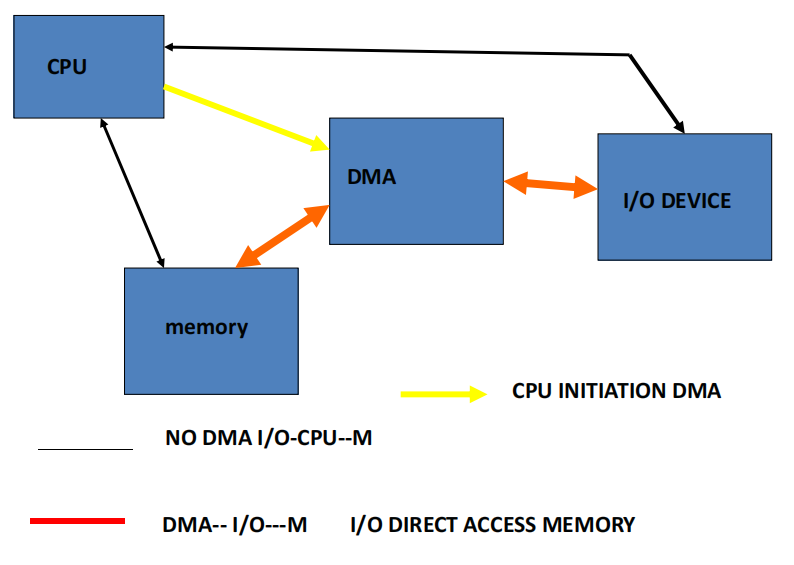 CPU
DMA
I/O DEVICE
memory
CPU INITIATION DMA
NO DMA I/O-CPU--M
DMA-- I/O---M I/O DIRECT ACCESS MEMORY